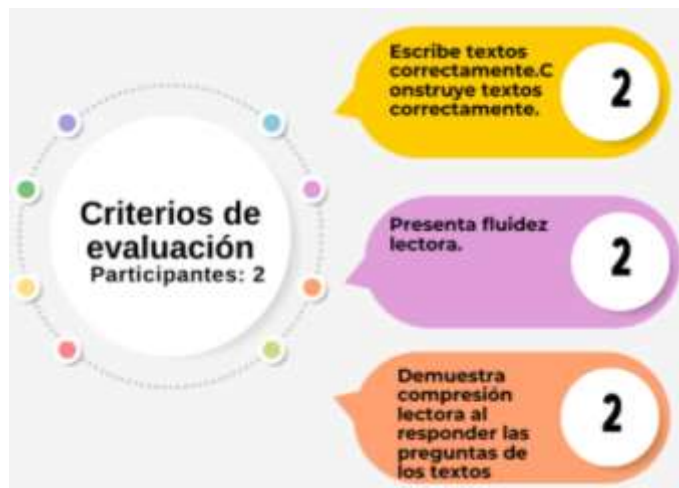 Criterios de
evaluación
Participantes: 2
Escribe textos
correctamente.C
onstruye textos
correctamente.
2
Presenta fluidez
lectora.
2
Demuestra
compresión
lectora al
responder las
preguntas de
los textos
2